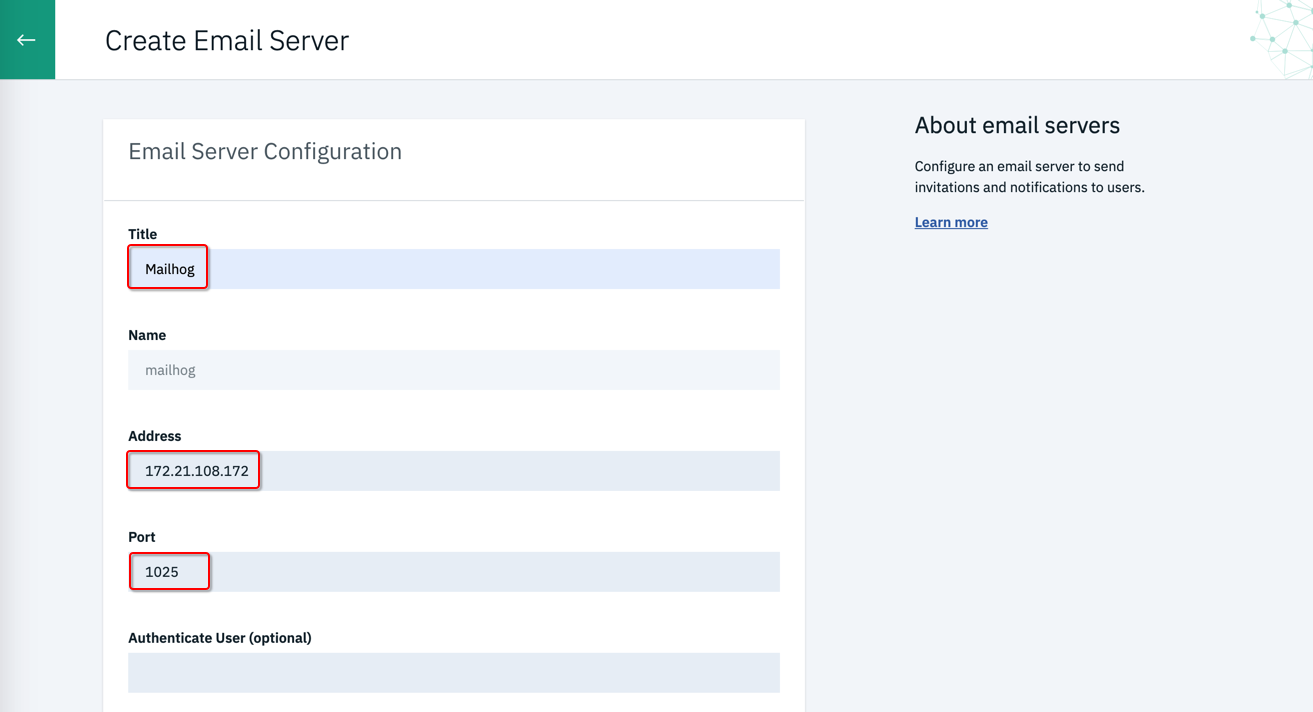 Create Email Server
Email Server Configuration
Title
Mailhog
Name
mailhog
Address
172.21.108.172
Port
1025
Authenticate User (optional)
About email servers
Configure an email server to send
invitations and notifications to users.
Learn more